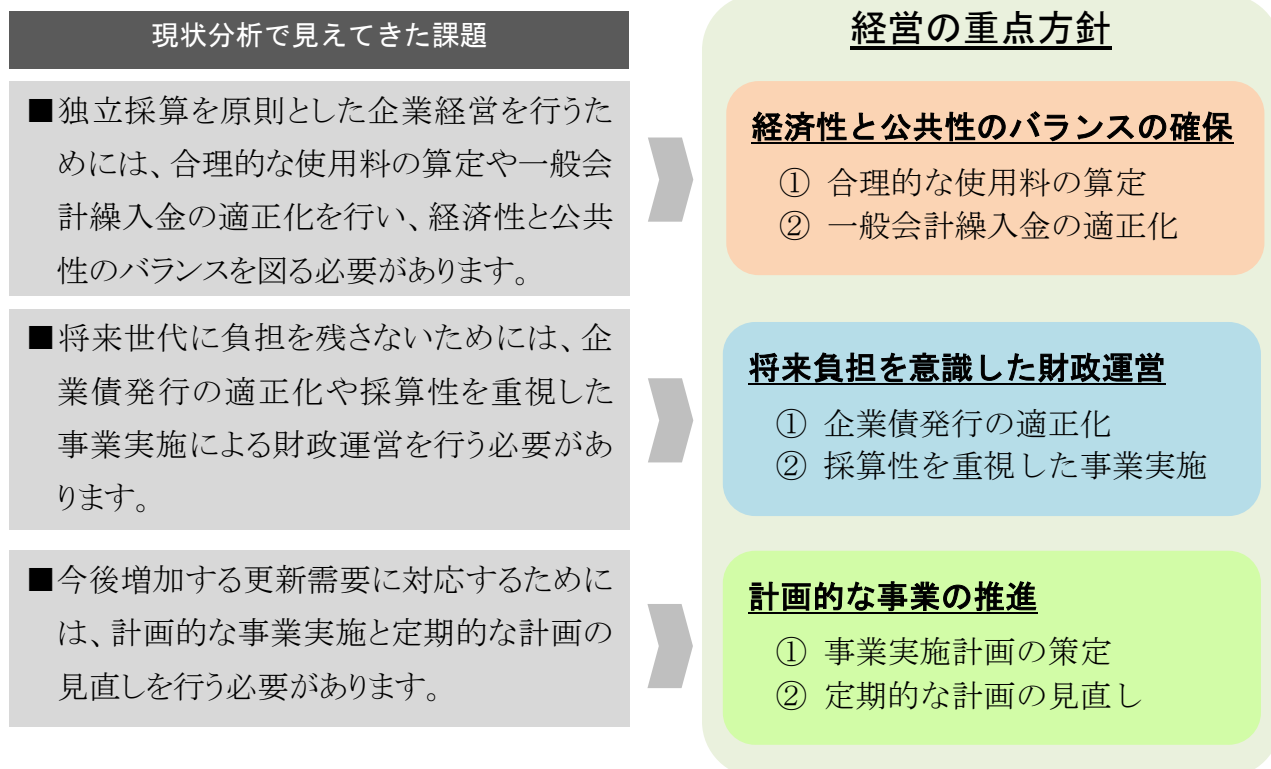 現状分析で見えてきた課題
■独立採算を原則とした企業経営を行うた
めには、合理的な使用料の算定や一般会
計繰入金の適正化を行い、経済性と公共
性のバランスを図る必要があります。
■将来世代に負担を残さないためには、企
業債発行の適正化や採算性を重視した
事業実施による財政運営を行う必要があ
ります。
■今後増加する更新需要に対応するために
は、計画的な事業実施と定期的な計画の
見直しを行う必要があります。
経営の重点方針
経済性と公共性のバランスの確保
① 合理的な使用料の算定
② 一般会計繰入金の適正化
将来負担を意識した財政運営
① 企業債発行の適正化
② 採算性を重視した事業実施
計画的な事業の推進
① 事業実施計画の策定
② 定期的な計画の見直し